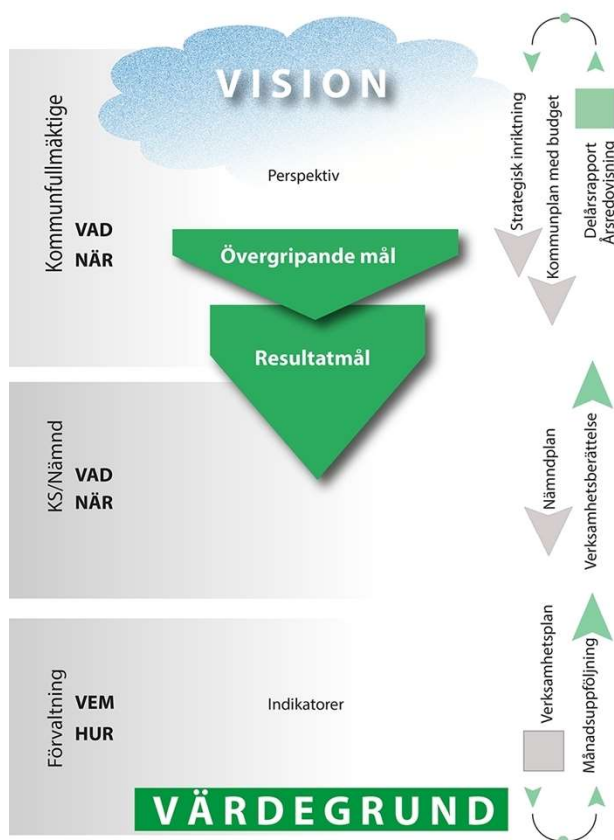 VISION
Perspektiv
Kommunfullmäktige
VAD
NÄR
Övergripande mål
Resultatmål
Strategisk inriktning
Kommunplan med budget
Delårsrapport
Årsredovisning
KS/Nämnd
VAD
NÄR
Nämndplan
Verksamhetsberättelse
Förvaltning
VEM
HUR
Indikatorer
Verksamhetsplan
Månadsuppföljning
VÄRDEGRUND